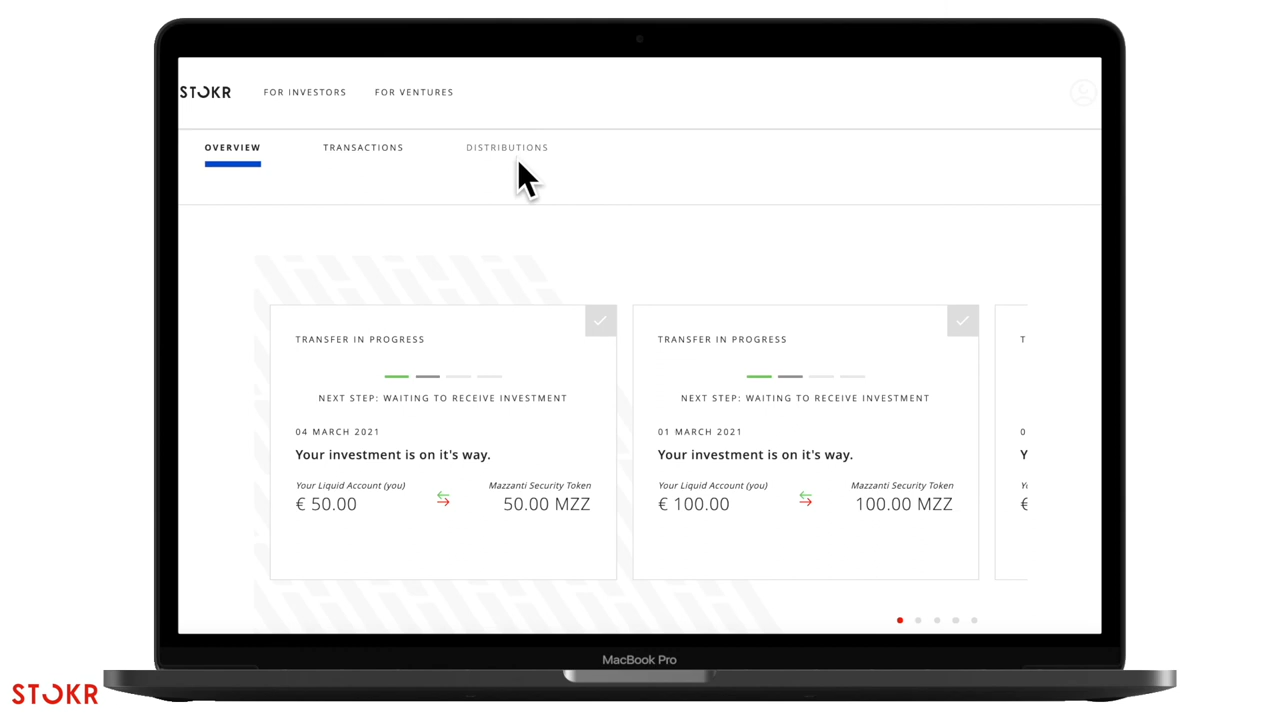 STOKR FOR INVESTORS FOR VENTURES
OVERVIEW TRANSACTIONS DISTRIBUTIONS
TRANSFER IN PROGRESS
NEXT STEP: WAITING TO RECEIVE INVESTMENT
04 MARCH 2021
Your investment is on it's way.
Your Liquid Account (you) Mazzanti Security Token
€ 50.00 50.00 MZZ
TRANSFER IN PROGRESS
NEXT STEP: WAITING TO RECEIVE INVESTMENT
01 MARCH 2021
Your investment is on it's way.
Your Liquid Account (you) Mazzanti Security Token
€ 100.00 100.00 MZZ
T
0
Y
€
MacBook Pro
STOKR